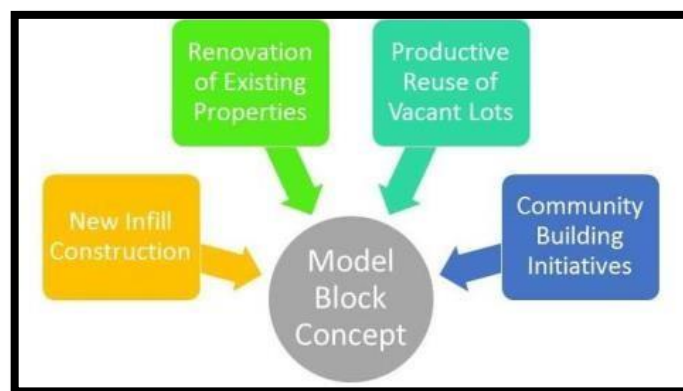 Renovation
of Existing
Properties
Productive
Reuse of
Vacant Lots
New Infill
Construction
Community
Building
Initiatives
Model
Block
Concept